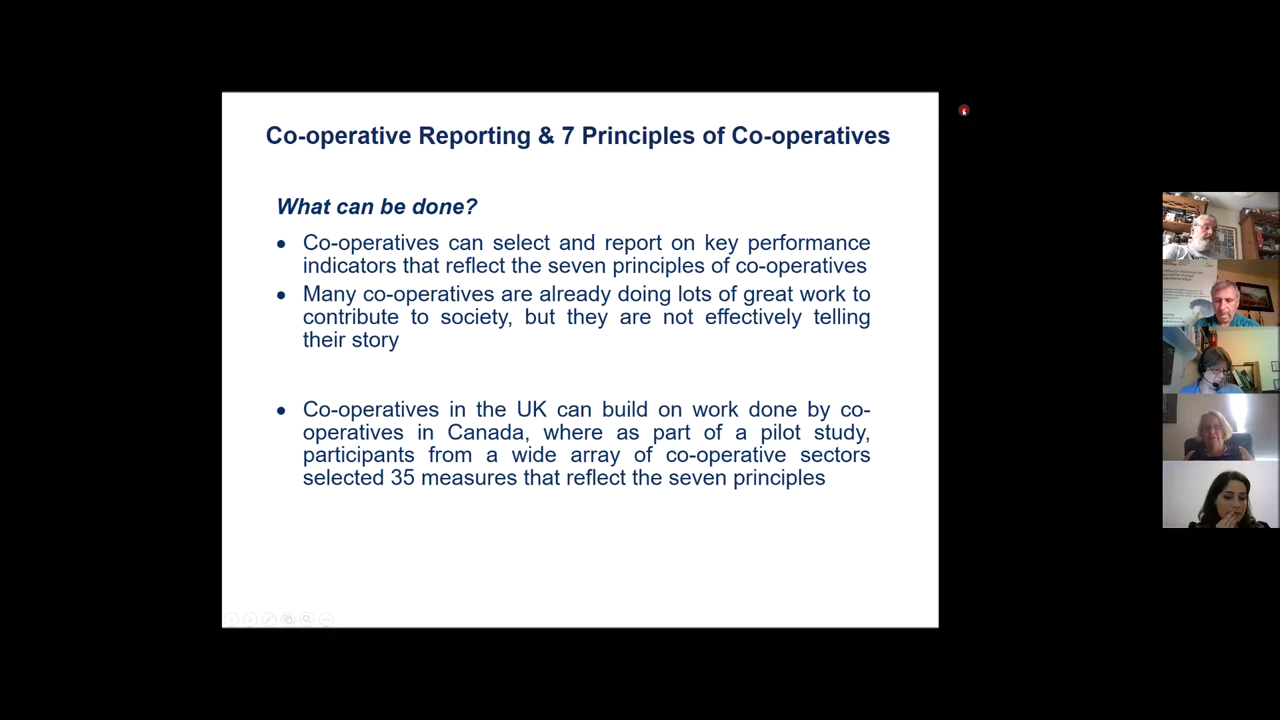 Co-operative Reporting & 7 Principles of Co-operatives
What can be done?
• Co-operatives can select and report on key performance
indicators that reflect the seven principles of co-operatives
• Many co-operatives are already doing lots of great work to
contribute to society, but they are not effectively telling
their story
• Co-operatives in the UK can build on work done by co-
operatives in Canada, where as part of a pilot study,
participants from a wide array of co-operative sectors
selected 35 measures that reflect the seven principles